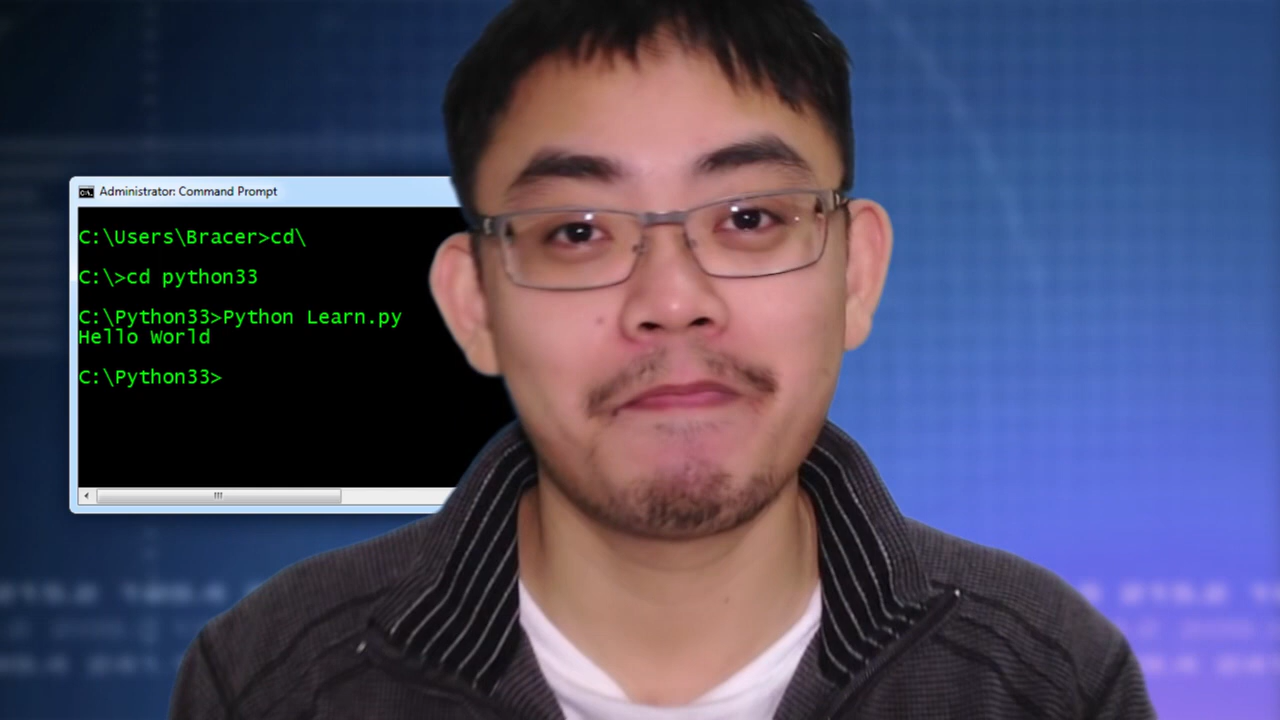 Administrator: Command Prompt
C:\Users\Bracer>cd\
C:\>cd python33
C:\Python33>Python Learn.py
Hello World
C:\Python33>